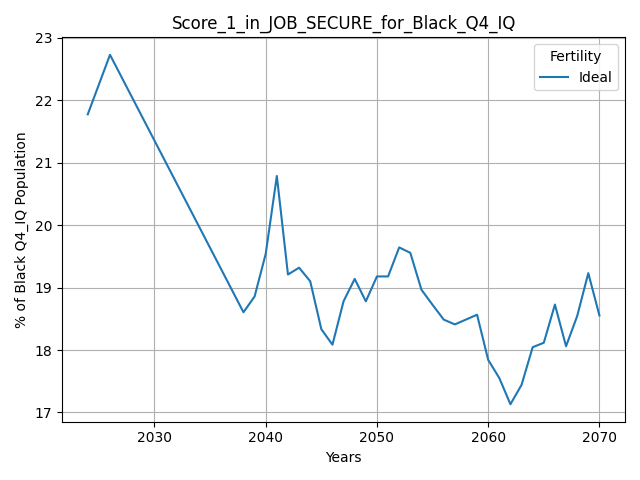 Score_1_in_JOB_SECURE_for_Black_Q4_IQ
Fertility
Ideal
% of Black Q4_IQ Population
23
22
21
20
19
18
17
2030 2040 2050 2060 2070
Years